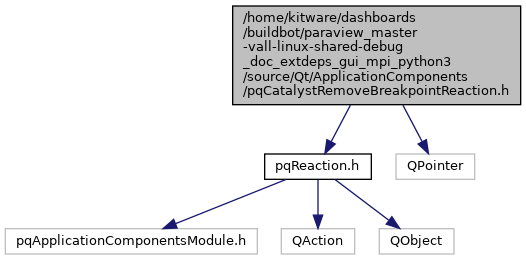 /home/kitware/dashboards
/buildbot/paraview_master
-vall-linux-shared-debug
_doc_extdeps_gui_mpi_python3
/source/Qt/ApplicationComponents
/pqCatalystRemoveBreakpointReaction.h
pqReaction.h
QPointer
pqApplicationComponentsModule.h
QAction
QObject